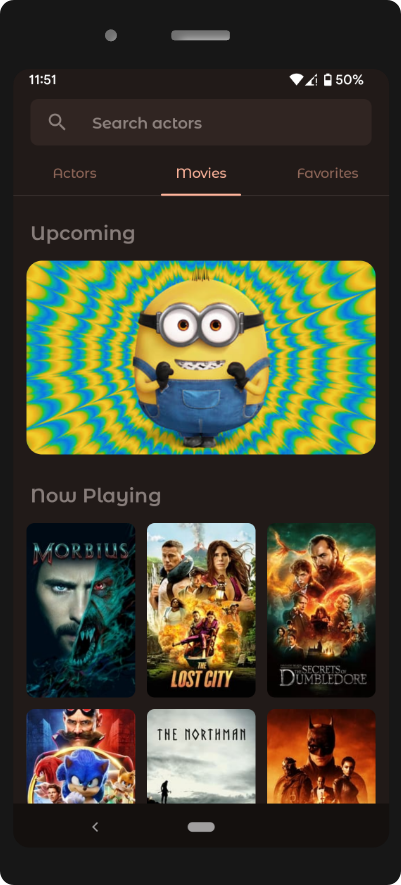 11:51
50%
Search actors
Actors
Movies
Favorites
Upcoming
Now Playing
MORBIUS
THE
LOST CITY
THE SECRETS OF
DUMBLEDORE
THE NORTHMAN